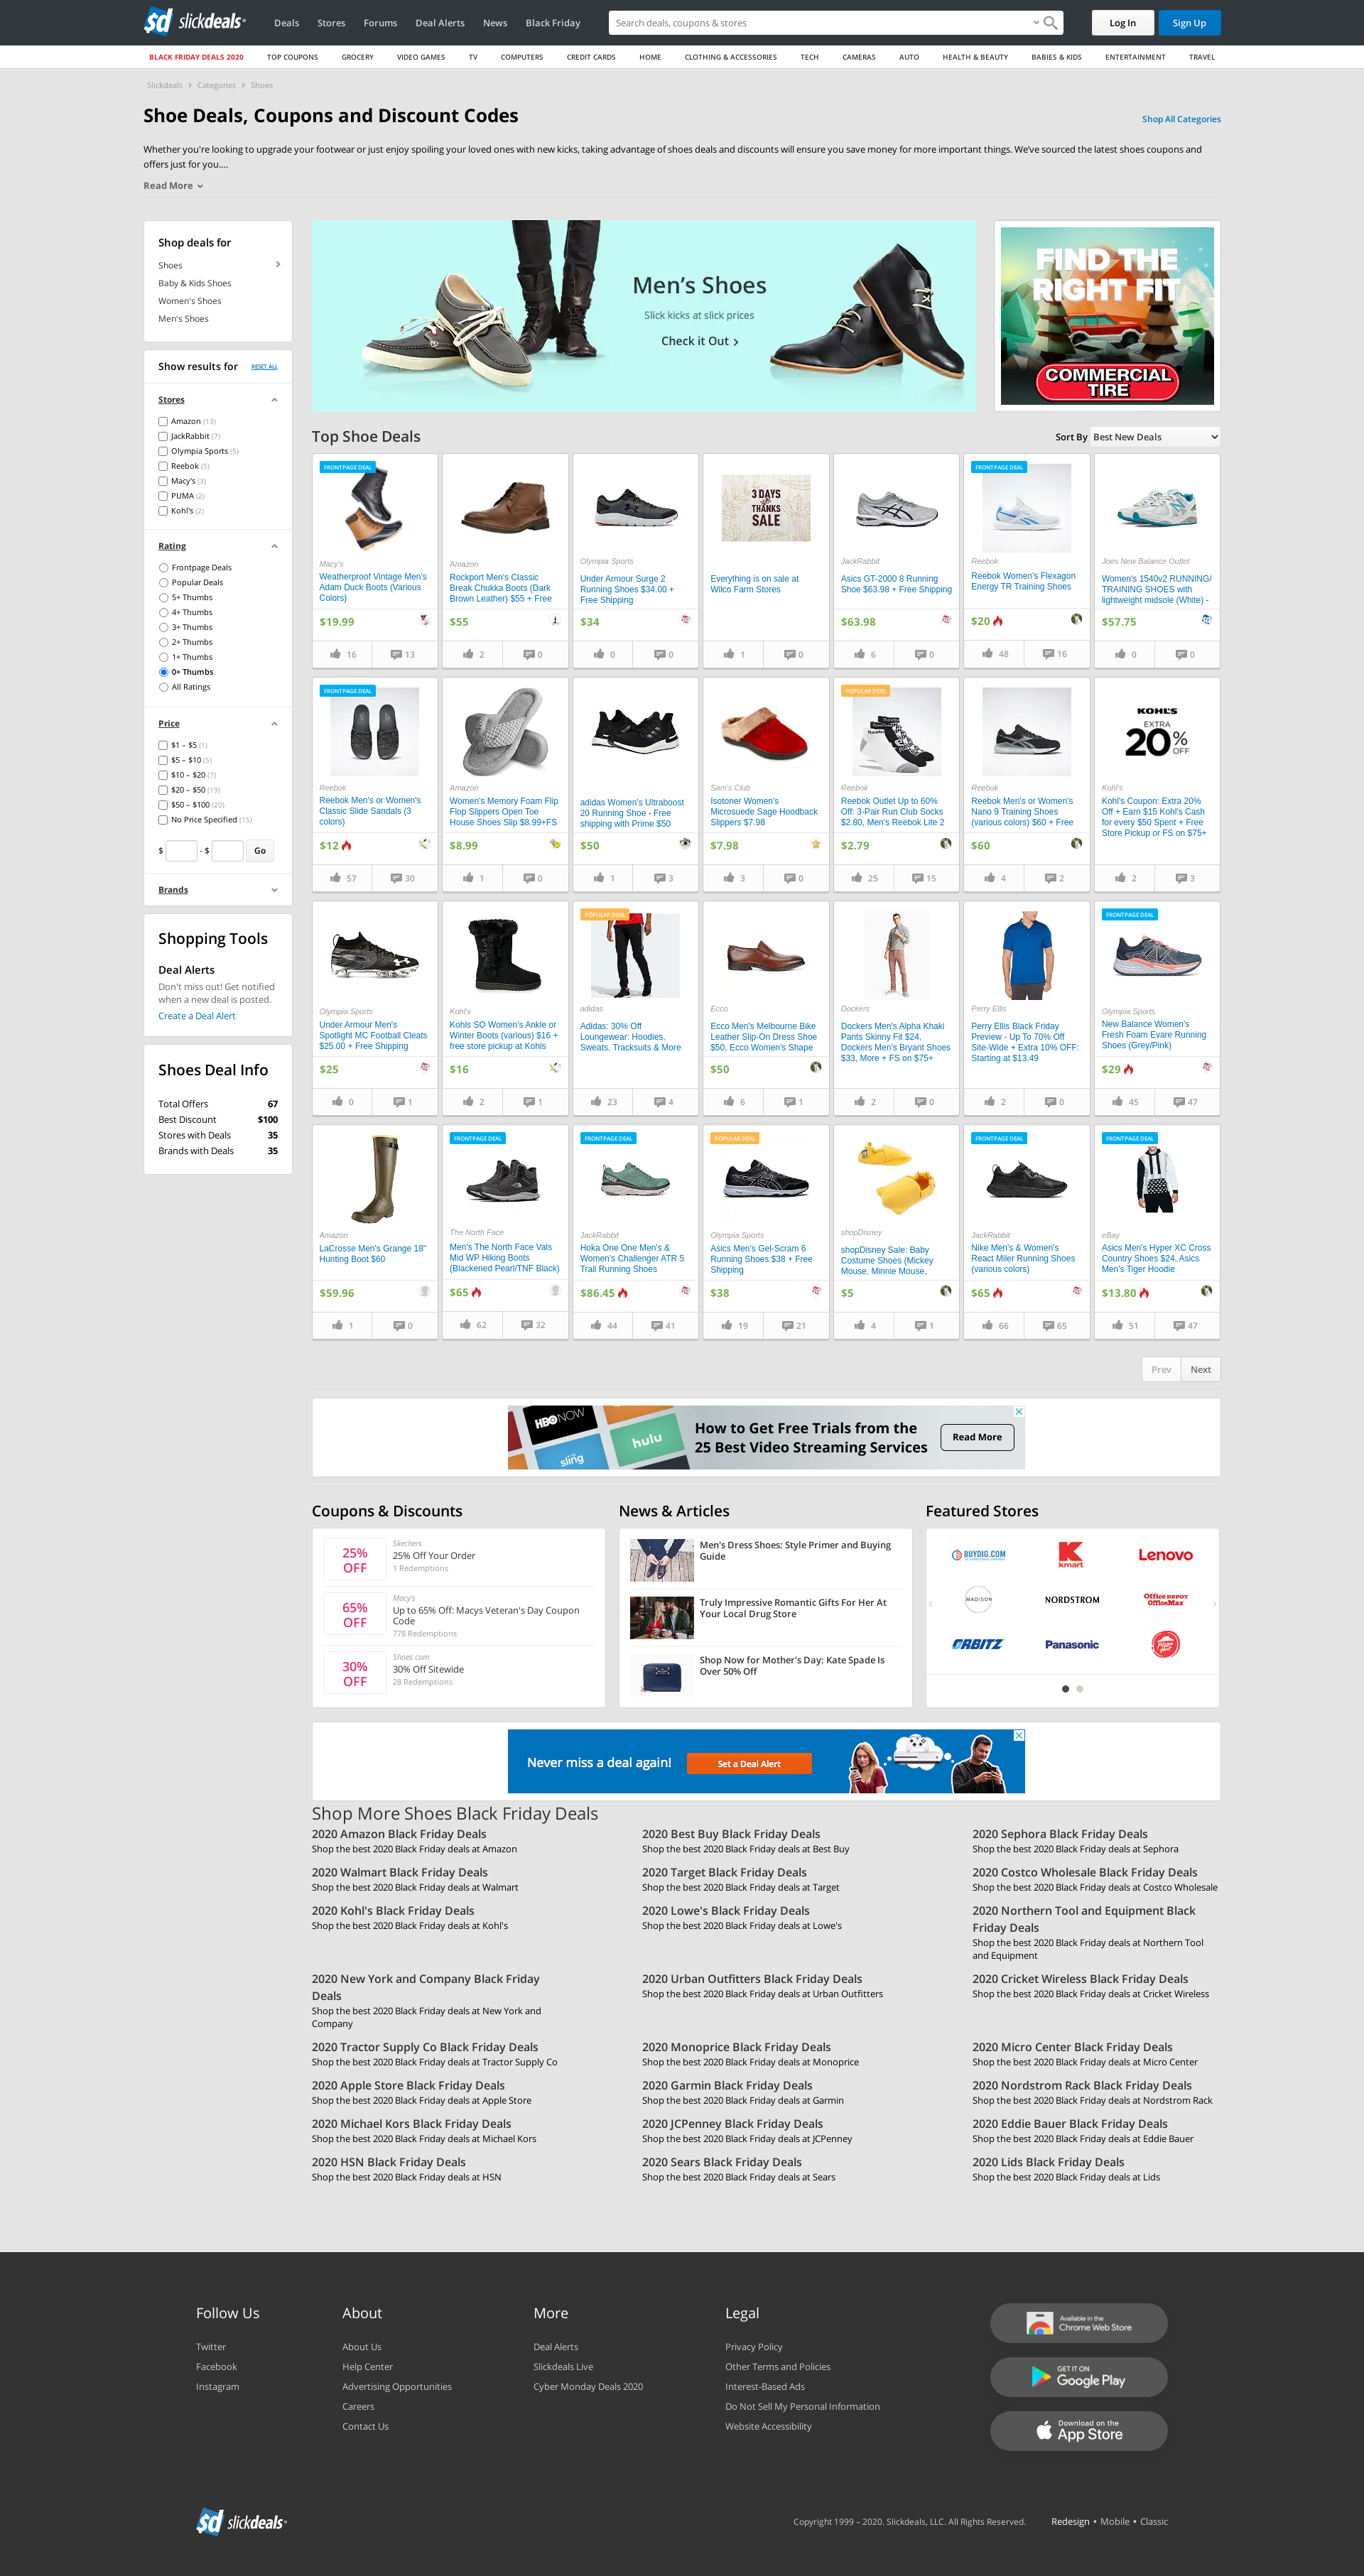 sd slickdeals
Deals Stores Forums Deal Alerts News Black Friday
Search deals, coupons & stores
Log In
Sign Up
BLACK FRIDAY DEALS 2020 TOP COUPONS GROCERY VIDEO GAMES TV COMPUTERS CREDIT CARDS HOME CLOTHING & ACCESSORIES TECH CAMERAS AUTO HEALTH & BEAUTY BABIES & KIDS ENTERTAINMENT TRAVEL
Slickdeals › Categories › Shoes
Shoe Deals, Coupons and Discount Codes
Shop All Categories
Whether you're looking to upgrade your footwear or just enjoy spoiling your loved ones with new kicks, taking advantage of shoes deals and discounts will ensure you save money for more important things. We've sourced the latest shoes coupons and
offers just for you....
Read More
Shop deals for
Shoes
Baby & Kids Shoes
Women's Shoes
Men's Shoes
Show results for RESET ALL
Stores
Amazon (13)
JackRabbit (7)
Olympia Sports (5)
Reebok (5)
Macy's (3)
PUMA (2)
Kohl's (2)
Rating
Frontpage Deals
Popular Deals
5+ Thumbs
4+ Thumbs
3+ Thumbs
2+ Thumbs
1+ Thumbs
0+ Thumbs
All Ratings
Price
$1 – $5 (1)
$5 – $10 (5)
$10 – $20 (7)
$20 – $50 (19)
$50 – $100 (20)
No Price Specified (15)
$ - $ Go
Brands
Shopping Tools
Deal Alerts
Don't miss out! Get notified
when a new deal is posted.
Create a Deal Alert
Shoes Deal Info
Total Offers 67
Best Discount $100
Stores with Deals 35
Brands with Deals 35
Men's Shoes
Slick kicks at slick prices
Check it Out
FIND THE
RIGHT FIT
COMMERCIAL
TIRE
Top Shoe Deals
Sort By Best New Deals
FRONTPAGE DEAL
Macy's
Weatherproof Vintage Men's
Adam Duck Boots (Various
Colors)
$19.99
16 13
Amazon
Rockport Men's Classic
Break Chukka Boots (Dark
Brown Leather) $55 + Free
$55
2 0
Olympia Sports
Under Armour Surge 2
Running Shoes $34.00 +
Free Shipping
$34
0 0
3 DAYS
THANKS
SALE
Everything is on sale at
Wilco Farm Stores
1 0
JackRabbit
Asics GT-2000 8 Running
Shoe $63.98 + Free Shipping
$63.98
6 0
FRONTPAGE DEAL
Reebok
Reebok Women's Flexagon
Energy TR Training Shoes
$20
48 16
Joes New Balance Outlet
Women's 1540v2 RUNNING/
TRAINING SHOES with
lightweight midsole (White) -
$57.75
0 0
FRONTPAGE DEAL
Reebok
Reebok Men's or Women's
Classic Slide Sandals (3
colors)
$12
57 30
Amazon
Women's Memory Foam Flip
Flop Slippers Open Toe
House Shoes Slip $8.99+FS
$8.99
1 0
adidas Women's Ultraboost
20 Running Shoe - Free
shipping with Prime $50
$50
1 3
Sam's Club
Isotoner Women's
Microsuede Sage Hoodback
Slippers $7.98
$7.98
3 0
POPULAR DEAL
Reebok
Reebok Outlet Up to 60%
Off: 3-Pair Run Club Socks
$2.80, Men's Reebok Lite 2
$2.79
25 15
Reebok
Reebok Men's or Women's
Nano 9 Training Shoes
(various colors) $60 + Free
$60
4 2
KOHL'S
EXTRA
20% OFF
Kohl's
Kohl's Coupon: Extra 20%
Off + Earn $15 Kohl's Cash
for every $50 Spent + Free
Store Pickup or FS on $75+
2 3
Olympia Sports
Under Armour Men's
Spotlight MC Football Cleats
$25.00 + Free Shipping
$25
0 1
Kohl's
Kohls SO Women's Ankle or
Winter Boots (various) $16 +
free store pickup at Kohls
$16
2 1
POPULAR DEAL
adidas
Adidas: 30% Off
Loungewear: Hoodies,
Sweats, Tracksuits & More
23 4
Ecco
Ecco Men's Melbourne Bike
Leather Slip-On Dress Shoe
$50, Ecco Women's Shape
$50
6 1
Dockers
Dockers Men's Alpha Khaki
Pants Skinny Fit $24,
Dockers Men's Bryant Shoes
$33, More + FS on $75+
2 0
Perry Ellis
Perry Ellis Black Friday
Preview - Up To 70% Off
Site-Wide + Extra 10% OFF:
Starting at $13.49
2 0
FRONTPAGE DEAL
Olympia Sports
New Balance Women's
Fresh Foam Evare Running
Shoes (Grey/Pink)
$29
45 47
Amazon
LaCrosse Men's Grange 18"
Hunting Boot $60
$59.96
1 0
FRONTPAGE DEAL
The North Face
Men's The North Face Vals
Mid WP Hiking Boots
(Blackened Pearl/TNF Black)
$65
62 32
FRONTPAGE DEAL
JackRabbit
Hoka One One Men's &
Women's Challenger ATR 5
Trail Running Shoes
$86.45
44 41
POPULAR DEAL
Olympia Sports
Asics Men's Gel-Scram 6
Running Shoes $38 + Free
Shipping
$38
19 21
shopDisney
shopDisney Sale: Baby
Costume Shoes (Mickey
Mouse, Minnie Mouse,
$5
4 1
FRONTPAGE DEAL
JackRabbit
Nike Men's & Women's
React Miler Running Shoes
(various colors)
$65
66 65
FRONTPAGE DEAL
eBay
Asics Men's Hyper XC Cross
Country Shoes $24, Asics
Men's Tiger Hoodie
$13.80
51 47
Prev Next
HBO NOW
hulu
sling
How to Get Free Trials from the
25 Best Video Streaming Services
Read More
Coupons & Discounts
25%
OFF
Skechers
25% Off Your Order
1 Redemptions
65%
OFF
Macy's
Up to 65% Off: Macys Veteran's Day Coupon
Code
778 Redemptions
30%
OFF
Shoes.com
30% Off Sitewide
28 Redemptions
News & Articles
Men's Dress Shoes: Style Primer and Buying
Guide
Truly Impressive Romantic Gifts For Her At
Your Local Drug Store
Shop Now for Mother's Day: Kate Spade Is
Over 50% Off
Featured Stores
BUYDIG.COM
kmart
Lenovo
MADISON
NORDSTROM
Office DEPOT
OfficeMax
ORBITZ
Panasonic
Pizza Hut
Never miss a deal again!
Set a Deal Alert
Shop More Shoes Black Friday Deals
2020 Amazon Black Friday Deals
Shop the best 2020 Black Friday deals at Amazon
2020 Best Buy Black Friday Deals
Shop the best 2020 Black Friday deals at Best Buy
2020 Sephora Black Friday Deals
Shop the best 2020 Black Friday deals at Sephora
2020 Walmart Black Friday Deals
Shop the best 2020 Black Friday deals at Walmart
2020 Target Black Friday Deals
Shop the best 2020 Black Friday deals at Target
2020 Costco Wholesale Black Friday Deals
Shop the best 2020 Black Friday deals at Costco Wholesale
2020 Kohl's Black Friday Deals
Shop the best 2020 Black Friday deals at Kohl's
2020 Lowe's Black Friday Deals
Shop the best 2020 Black Friday deals at Lowe's
2020 Northern Tool and Equipment Black
Friday Deals
Shop the best 2020 Black Friday deals at Northern Tool
and Equipment
2020 New York and Company Black Friday
Deals
Shop the best 2020 Black Friday deals at New York and
Company
2020 Urban Outfitters Black Friday Deals
Shop the best 2020 Black Friday deals at Urban Outfitters
2020 Cricket Wireless Black Friday Deals
Shop the best 2020 Black Friday deals at Cricket Wireless
2020 Tractor Supply Co Black Friday Deals
Shop the best 2020 Black Friday deals at Tractor Supply Co
2020 Monoprice Black Friday Deals
Shop the best 2020 Black Friday deals at Monoprice
2020 Micro Center Black Friday Deals
Shop the best 2020 Black Friday deals at Micro Center
2020 Apple Store Black Friday Deals
Shop the best 2020 Black Friday deals at Apple Store
2020 Garmin Black Friday Deals
Shop the best 2020 Black Friday deals at Garmin
2020 Nordstrom Rack Black Friday Deals
Shop the best 2020 Black Friday deals at Nordstrom Rack
2020 Michael Kors Black Friday Deals
Shop the best 2020 Black Friday deals at Michael Kors
2020 JCPenney Black Friday Deals
Shop the best 2020 Black Friday deals at JCPenney
2020 Eddie Bauer Black Friday Deals
Shop the best 2020 Black Friday deals at Eddie Bauer
2020 HSN Black Friday Deals
Shop the best 2020 Black Friday deals at HSN
2020 Sears Black Friday Deals
Shop the best 2020 Black Friday deals at Sears
2020 Lids Black Friday Deals
Shop the best 2020 Black Friday deals at Lids
Follow Us
Twitter
Facebook
Instagram
About
About Us
Help Center
Advertising Opportunities
Careers
Contact Us
More
Deal Alerts
Slickdeals Live
Cyber Monday Deals 2020
Legal
Privacy Policy
Other Terms and Policies
Interest-Based Ads
Do Not Sell My Personal Information
Website Accessibility
Available in the
Chrome Web Store
GET IT ON
Google Play
Download on the
App Store
sd slickdeals
Copyright 1999 – 2020. Slickdeals, LLC. All Rights Reserved.
Redesign • Mobile • Classic